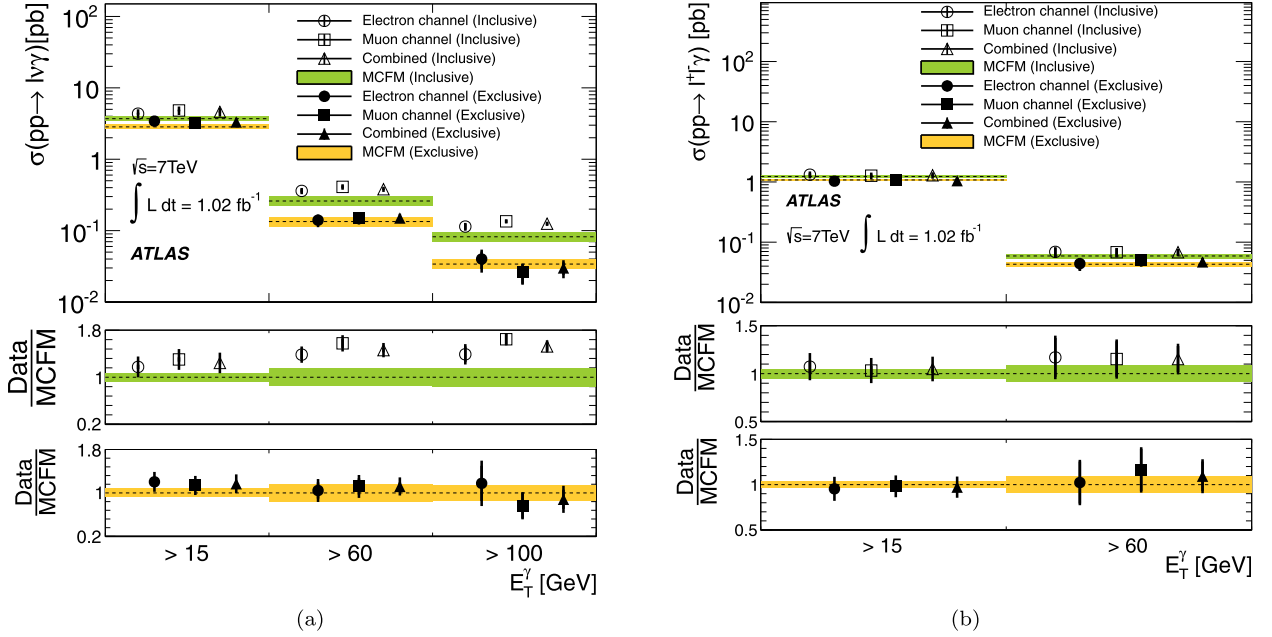 σ(pp→ lνγ)[pb]
10²
10
1
10⁻¹
10⁻²
Electron channel (Inclusive)
Muon channel (Inclusive)
Combined (Inclusive)
MCFM (Inclusive)
Electron channel (Exclusive)
Muon channel (Exclusive)
Combined (Exclusive)
MCFM (Exclusive)
√s=7TeV
∫ L dt = 1.02 fb⁻¹
ATLAS
Data
MCFM
1.8
1
0.2
Data
MCFM
1.8
1
0.2
> 15
> 60
> 100
E_T^γ [GeV]
(a)
σ(pp→ l⁺l⁻γ) [pb]
10²
10
1
10⁻¹
10⁻²
Electron channel (Inclusive)
Muon channel (Inclusive)
Combined (Inclusive)
MCFM (Inclusive)
Electron channel (Exclusive)
Muon channel (Exclusive)
Combined (Exclusive)
MCFM (Exclusive)
ATLAS
√s=7TeV ∫ L dt = 1.02 fb⁻¹
Data
MCFM
1.5
1
0.5
Data
MCFM
1.5
1
0.5
> 15
> 60
E_T^γ [GeV]
(b)